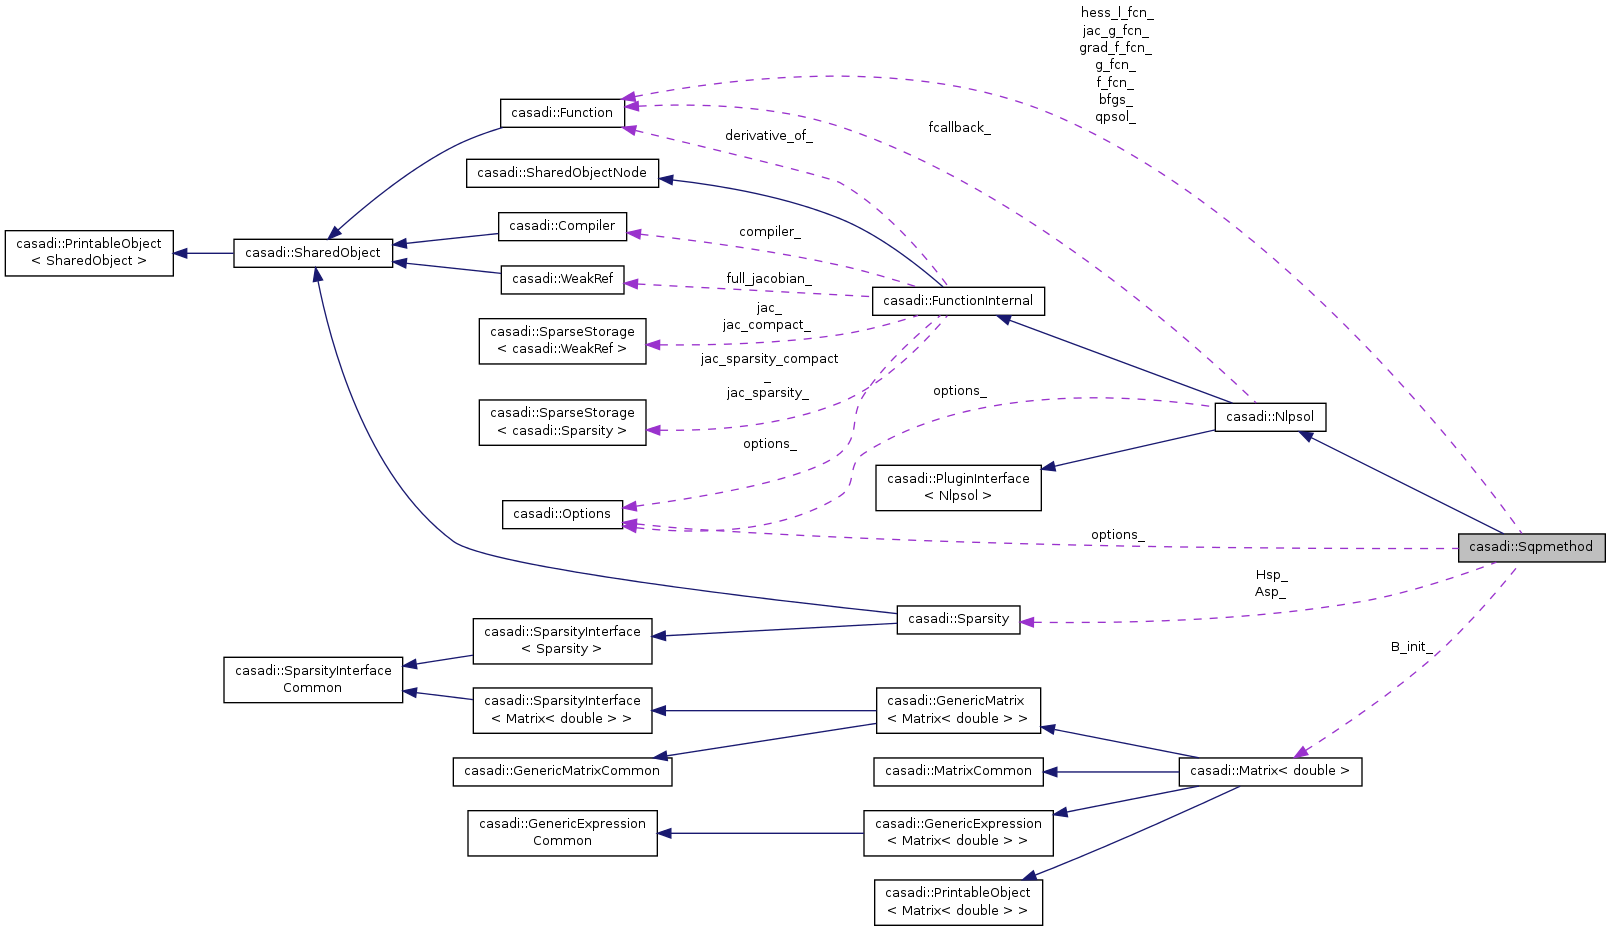 hess_l_fcn_
jac_g_fcn_
grad_f_fcn_
g_fcn_
f_fcn_
bfgs_
qpsol_
casadi::Function
fcallback_
derivative_of_
casadi::SharedObjectNode
casadi::Compiler
compiler_
casadi::PrintableObject
< SharedObject >
casadi::SharedObject
casadi::WeakRef
full_jacobian_
casadi::FunctionInternal
jac_
jac_compact_
casadi::SparseStorage
< casadi::WeakRef >
jac_sparsity_compact
_
jac_sparsity_
options_
casadi::SparseStorage
< casadi::Sparsity >
casadi::Nlpsol
options_
casadi::PluginInterface
< Nlpsol >
casadi::Options
options_
casadi::Sqpmethod
Hsp_
Asp_
casadi::Sparsity
casadi::SparsityInterface
< Sparsity >
B_init_
casadi::SparsityInterface
Common
casadi::SparsityInterface
< Matrix< double > >
casadi::GenericMatrix
< Matrix< double > >
casadi::GenericMatrixCommon
casadi::MatrixCommon
casadi::Matrix< double >
casadi::GenericExpression
Common
casadi::GenericExpression
< Matrix< double > >
casadi::PrintableObject
< Matrix< double > >